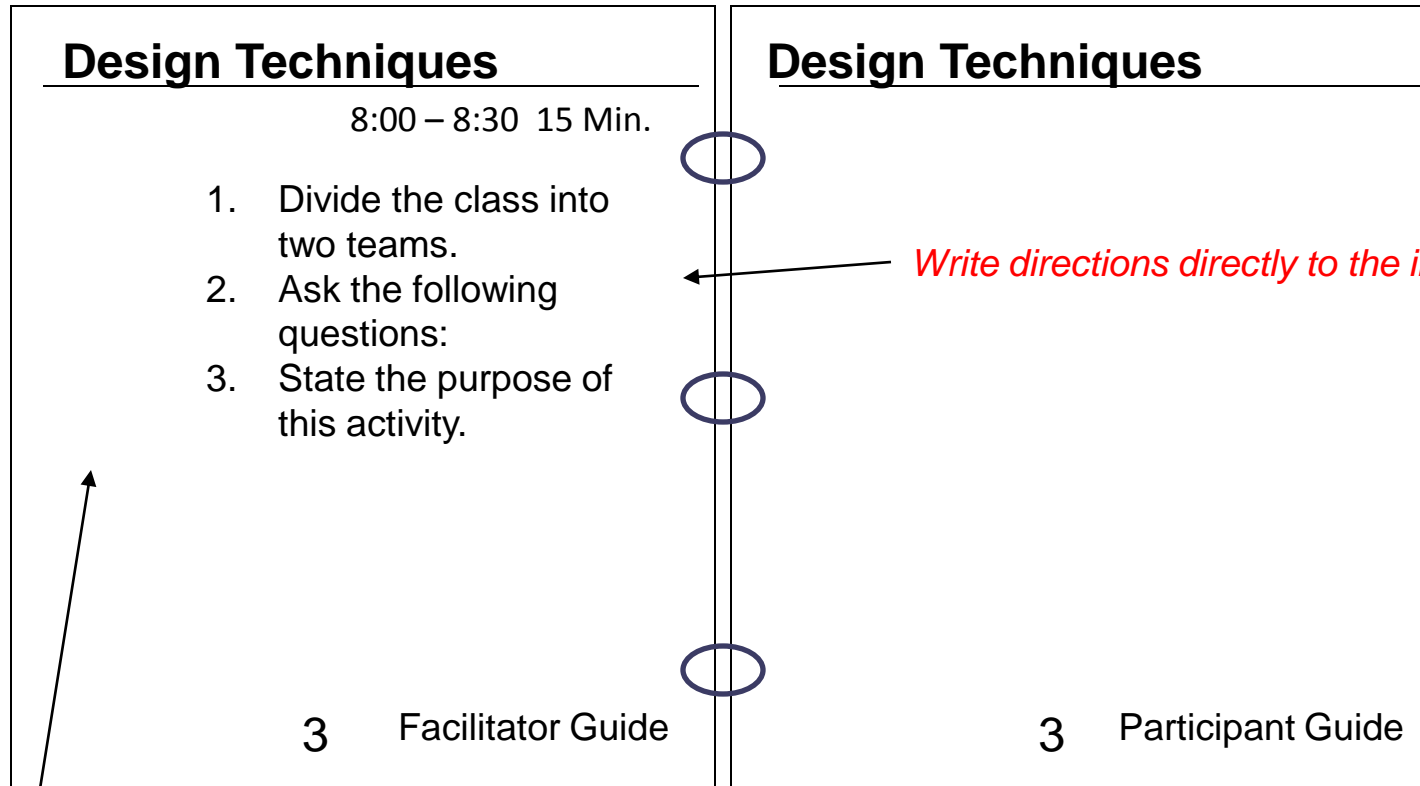 Design Techniques
8:00 – 8:30 15 Min.
1. Divide the class into
two teams.
2. Ask the following
questions:
3. State the purpose of
this activity.
3 Facilitator Guide
Design Techniques
Write directions directly to the
3 Participant Guide